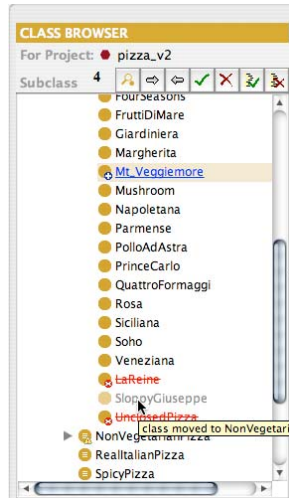 CLASS BROWSER
For Project: pizza_v2
Subclass 4
FourSeasons
FruttiDiMare
Giardiniera
Margherita
Mt_Veggiemore
Mushroom
Napoletana
Parmense
PolloAdAstra
PrinceCarlo
QuattroFormaggi
Rosa
Siciliana
Soho
Veneziana
LaReine
SloppyGiuseppe
UnclosedPizza
class moved to NonVegetari
NonVegetarianPizza
RealItalianPizza
SpicyPizza